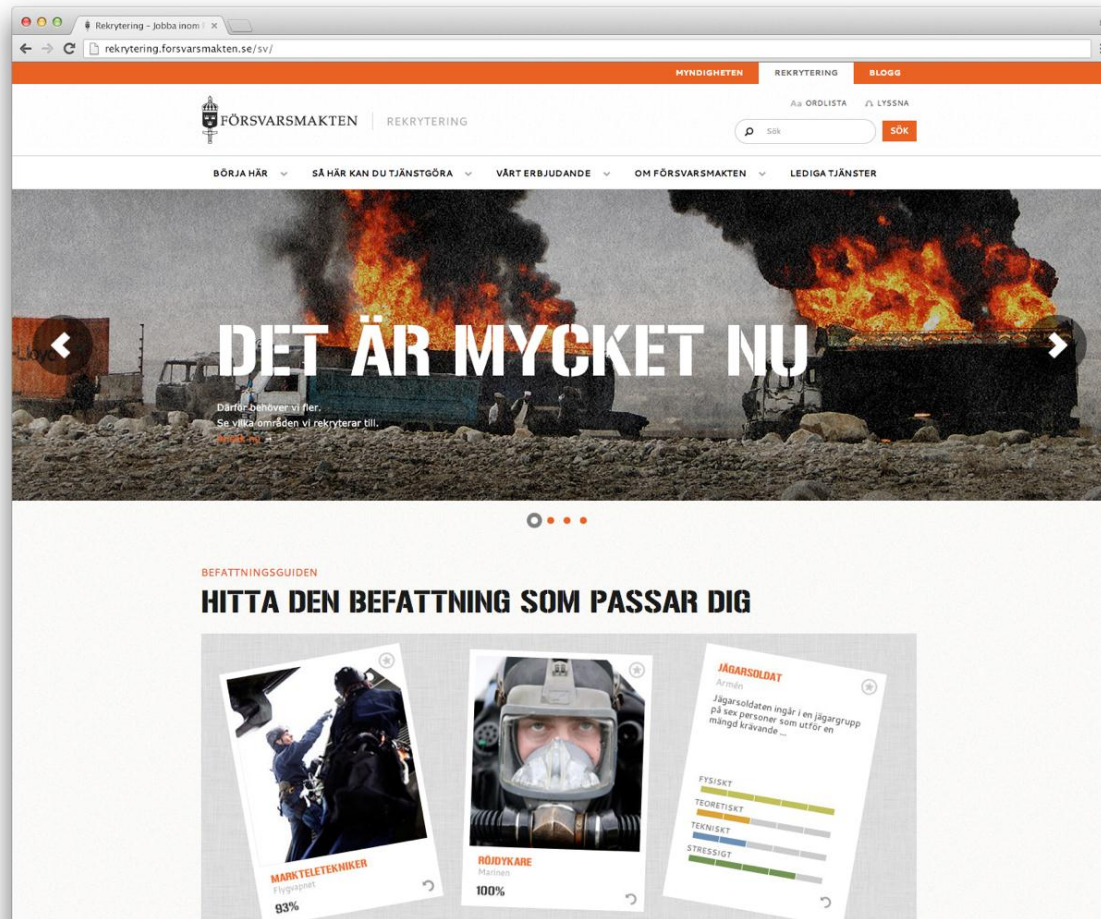 Rekrytering – Jobba inom
rekrytering.forsvarsmakten.se/sv/
MYNDIGHETEN REKRYTERING BLOGG
Aa ORDLISTA LYSSNA
FÖRSVARSMAKTEN REKRYTERING
Sök SÖK
BÖRJA HÄR SÅ HÄR KAN DU TJÄNSTGÖRA VÅRT ERBJUDANDE OM FÖRSVARSMAKTEN LEDIGA TJÄNSTER
DET ÄR MYCKET NU
Därför behöver vi fler.
Se vilka områden vi rekryterar till.
BEFATTNINGSGUIDEN
HITTA DEN BEFATTNING SOM PASSAR DIG
MARKTELETEKNIKER
Flygvapnet
93%
RÖJDYKARE
Marinen
100%
JÄGARSOLDAT
Armén
Jägarsoldaten ingår i en jägargrupp
på sex personer som utför en
mängd krävande ...
FYSISKT
TEORETISKT
TEKNISKT
STRESSIGT